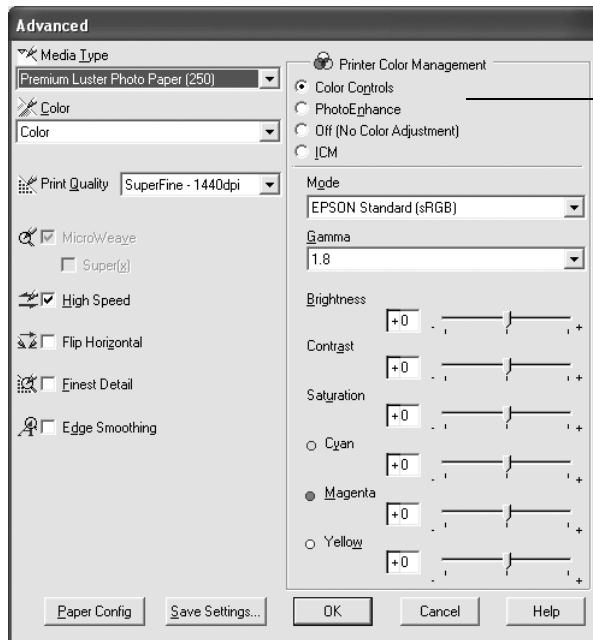 Advanced
Media Type
Premium Luster Photo Paper (250)
Color
Color
Print Quality SuperFine - 1440dpi
MicroWeave
Super(x)
High Speed
Flip Horizontal
Finest Detail
Edge Smoothing
Paper Config
Save Settings...
Printer Color Management
Color Controls
PhotoEnhance
Off (No Color Adjustment)
ICM
Mode
EPSON Standard (sRGB)
Gamma
1.8
Brightness
+0 - +
Contrast
+0 - +
Saturation
+0 - +
Cyan
+0 - +
Magenta
+0 - +
Yellow
+0 - +
OK
Cancel
Help